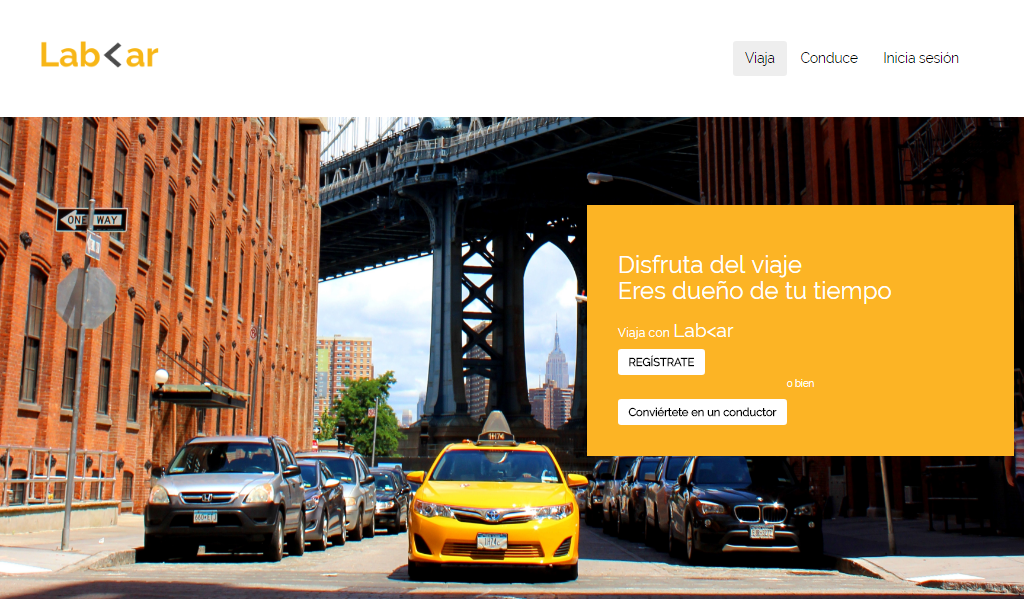 Lab<ar
Viaja
Conduce
Inicia sesión
ONE WAY
Disfruta del viaje
Eres dueño de tu tiempo
Viaja con Lab<ar
REGÍSTRATE
o bien
Conviértete en un conductor